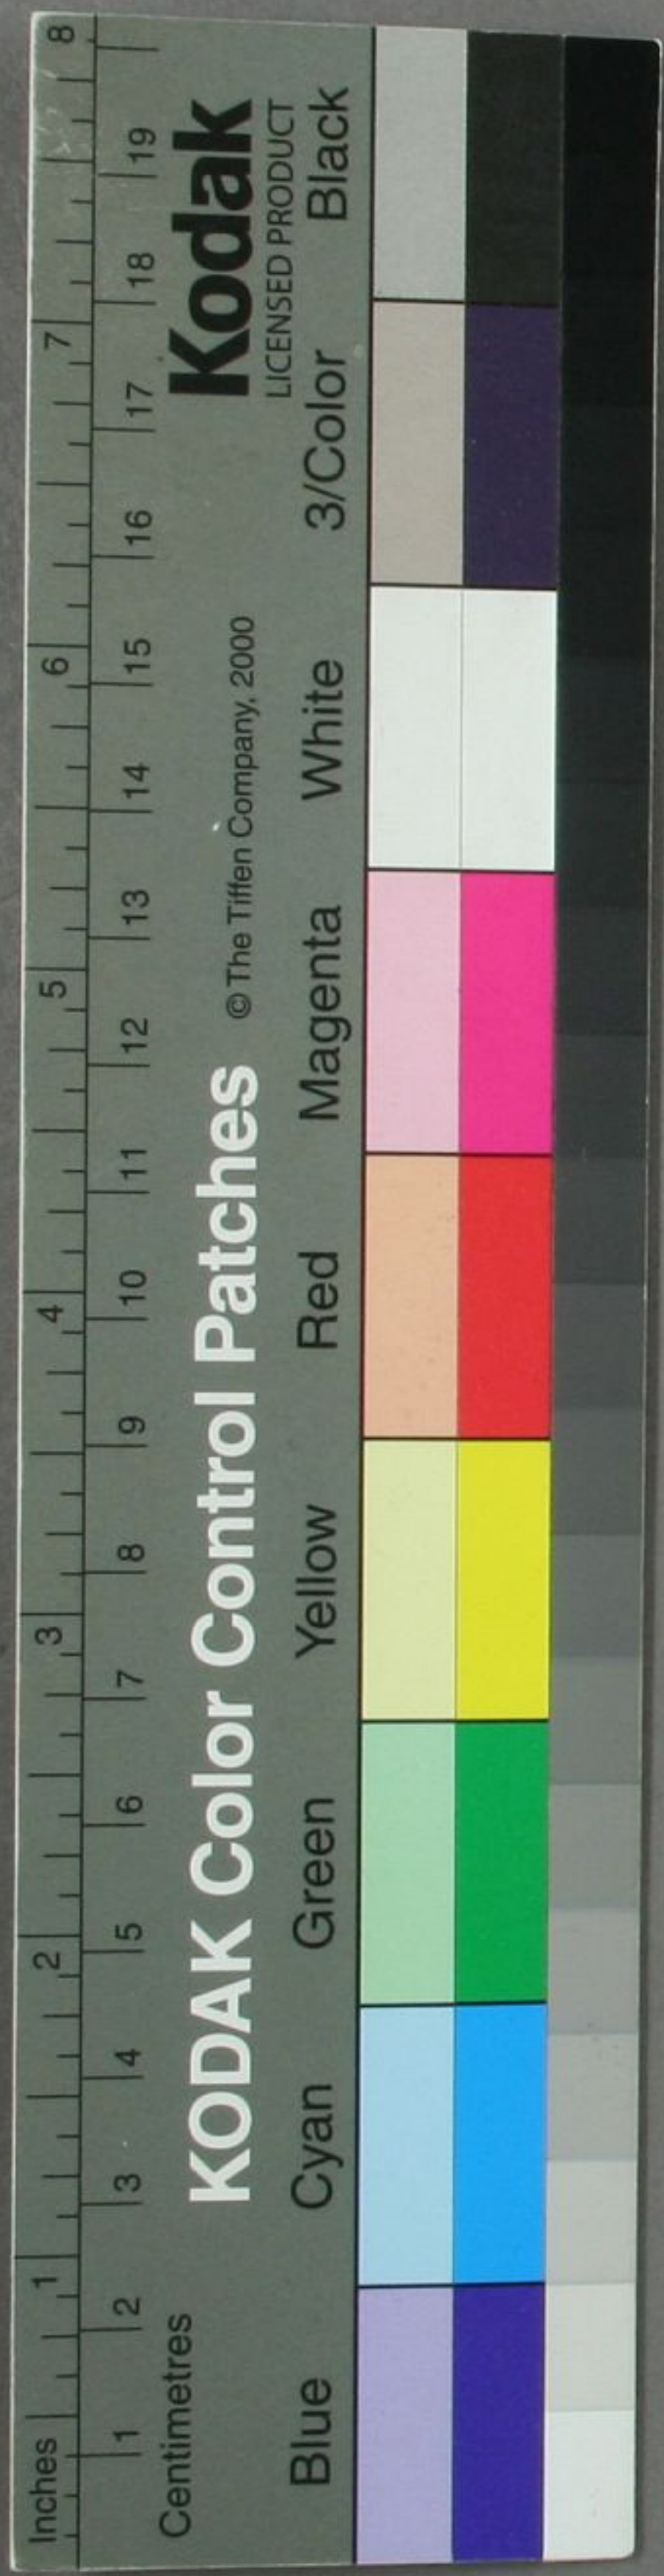 Inches 1 2 3 4 5 6 7 8
1 2 3 4 5 6 7 8 9 10 11 12 13 14 15 16 17 18 19
Centimetres
KODAK Color Control Patches © The Tiffen Company, 2000 Kodak
LICENSED PRODUCT
Blue Cyan Green Yellow Red Magenta White 3/Color Black